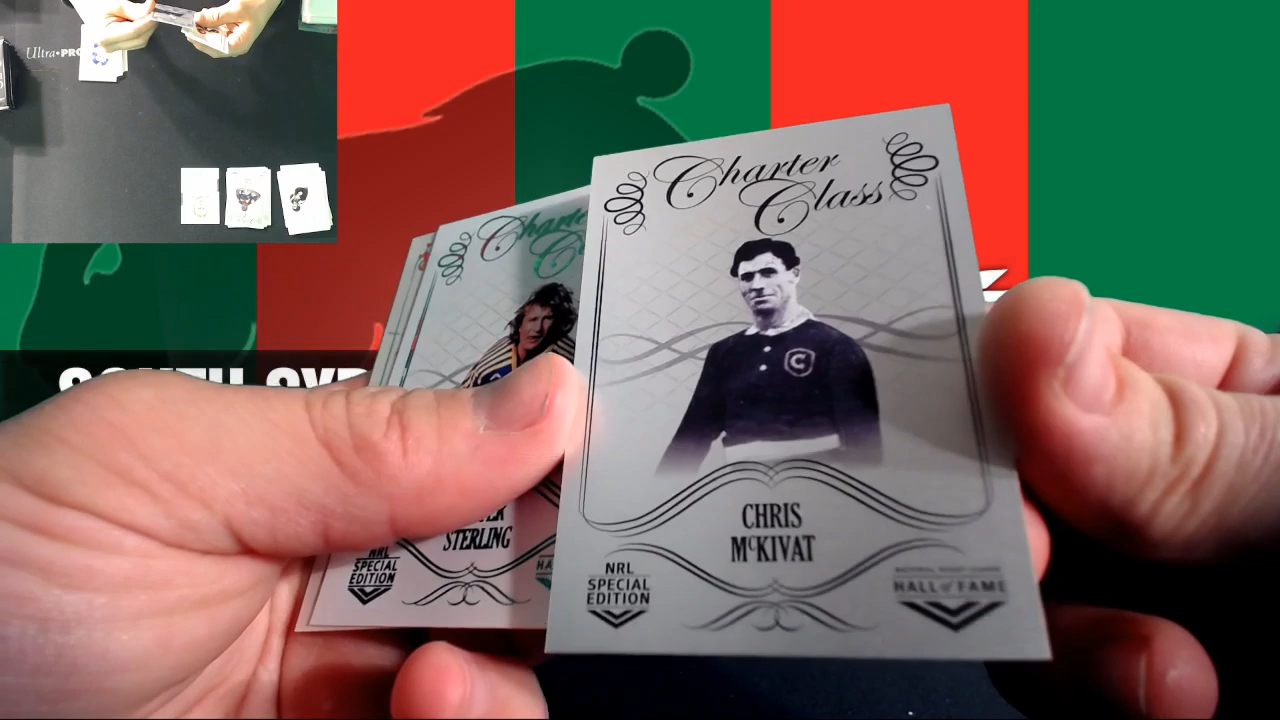 Ultra•PRO
Charter
Class
C
CHRIS
McKIVAT
NRL
SPECIAL
EDITION
HALL of FAME
STERLING
NRL
SPECIAL
EDITION